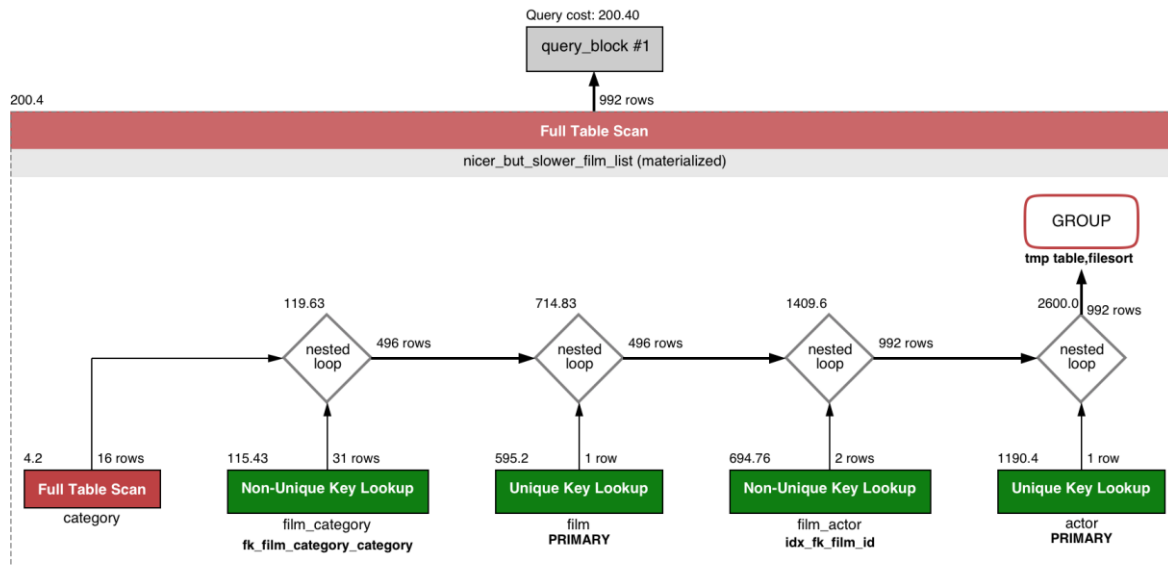 Query cost: 200.40
query_block #1
200.4
992 rows
Full Table Scan
nicer_but_slower_film_list (materialized)
GROUP
tmp table,filesort
119.63
714.83
1409.6
2600.0
992 rows
nested
loop
496 rows
nested
loop
496 rows
nested
loop
992 rows
nested
loop
4.2
16 rows
115.43
31 rows
595.2
1 row
694.76
2 rows
1190.4
1 row
Full Table Scan
Non-Unique Key Lookup
Unique Key Lookup
Non-Unique Key Lookup
Unique Key Lookup
category
film_category
film
film_actor
actor
fk_film_category_category
PRIMARY
idx_fk_film_id
PRIMARY